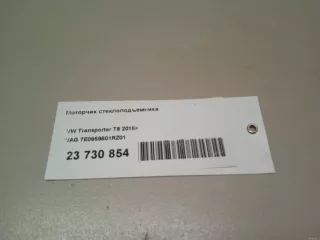 Моторчик стеклоподъемника
VW Transporter T6 2015>
VAG 7E0959801RZ01
23 730 854